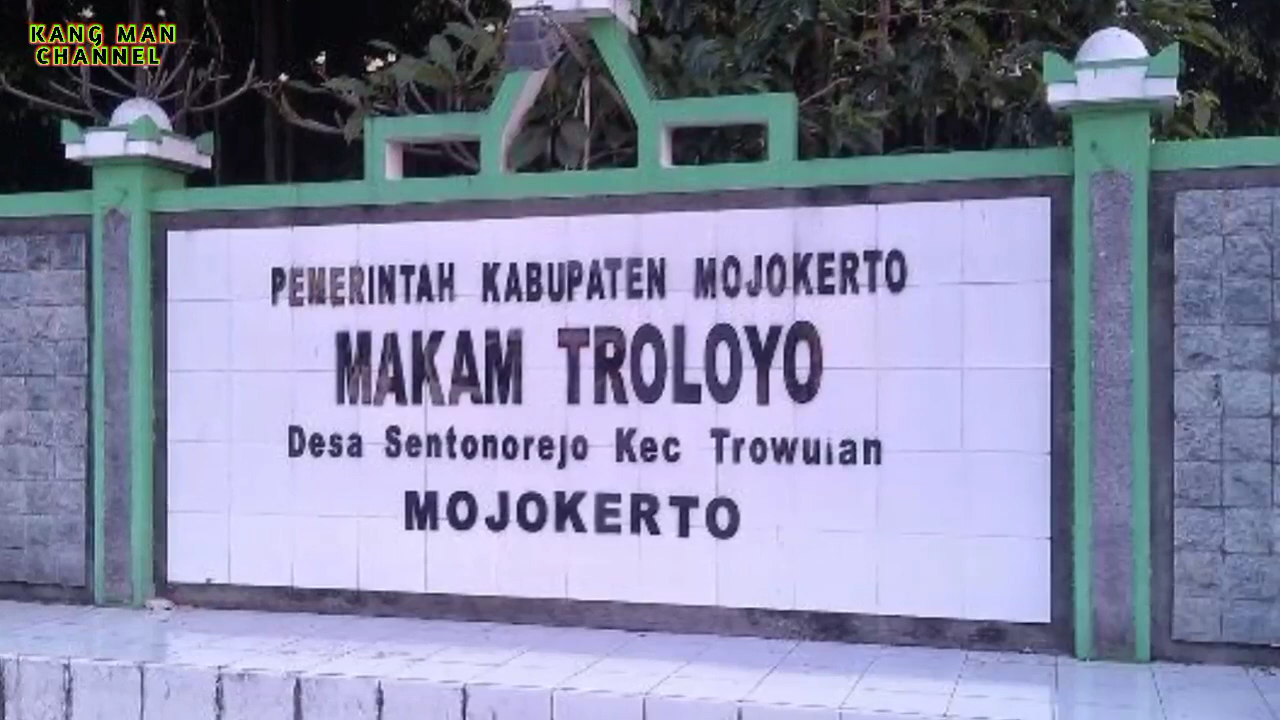 KANG MAN
CHANNEL
PEMERINTAH KABUPATEN MOJOKERTO
MAKAM TROLOYO
Desa Sentonorejo Kec Trowulan
MOJOKERTO